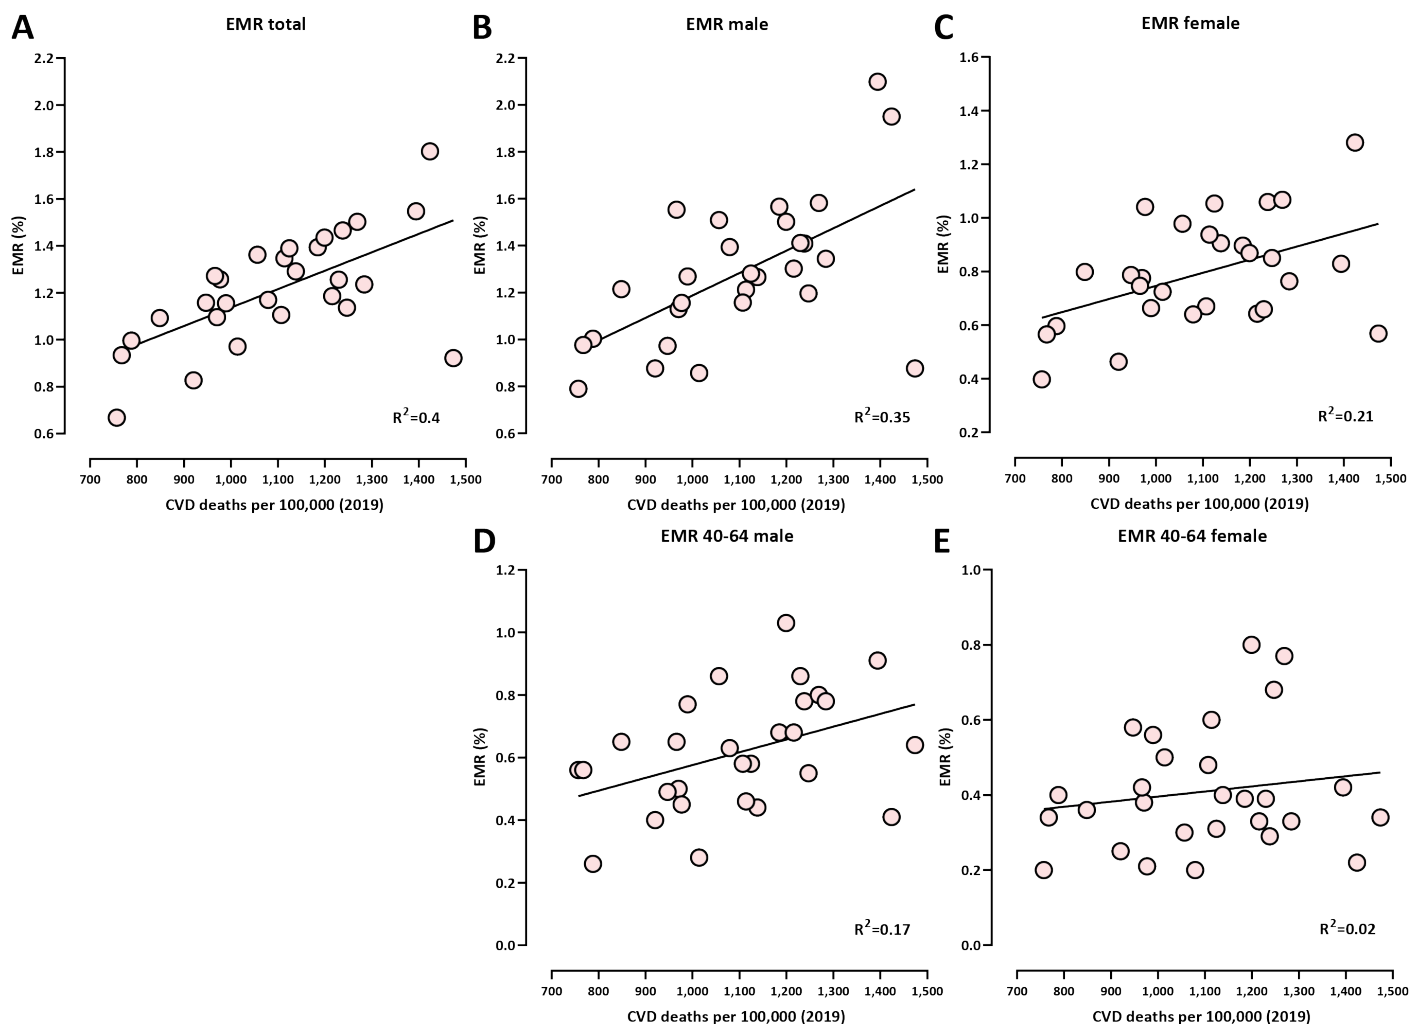 A
EMR total
EMR (%)
2.2
2.0
1.8
1.6
1.4
1.2
1.0
0.8
0.6
R²=0.4
700 800 900 1,000 1,100 1,200 1,300 1,400 1,500
CVD deaths per 100,000 (2019)
B
EMR male
EMR (%)
2.2
2.0
1.8
1.6
1.4
1.2
1.0
0.8
0.6
R²=0.35
700 800 900 1,000 1,100 1,200 1,300 1,400 1,500
CVD deaths per 100,000 (2019)
C
EMR female
EMR (%)
1.6
1.4
1.2
1.0
0.8
0.6
0.4
0.2
R²=0.21
700 800 900 1,000 1,100 1,200 1,300 1,400 1,500
CVD deaths per 100,000 (2019)
D
EMR 40-64 male
EMR (%)
1.2
1.0
0.8
0.6
0.4
0.2
0.0
R²=0.17
700 800 900 1,000 1,100 1,200 1,300 1,400 1,500
CVD deaths per 100,000 (2019)
E
EMR 40-64 female
EMR (%)
1.0
0.8
0.6
0.4
0.2
0.0
R²=0.02
700 800 900 1,000 1,100 1,200 1,300 1,400 1,500
CVD deaths per 100,000 (2019)